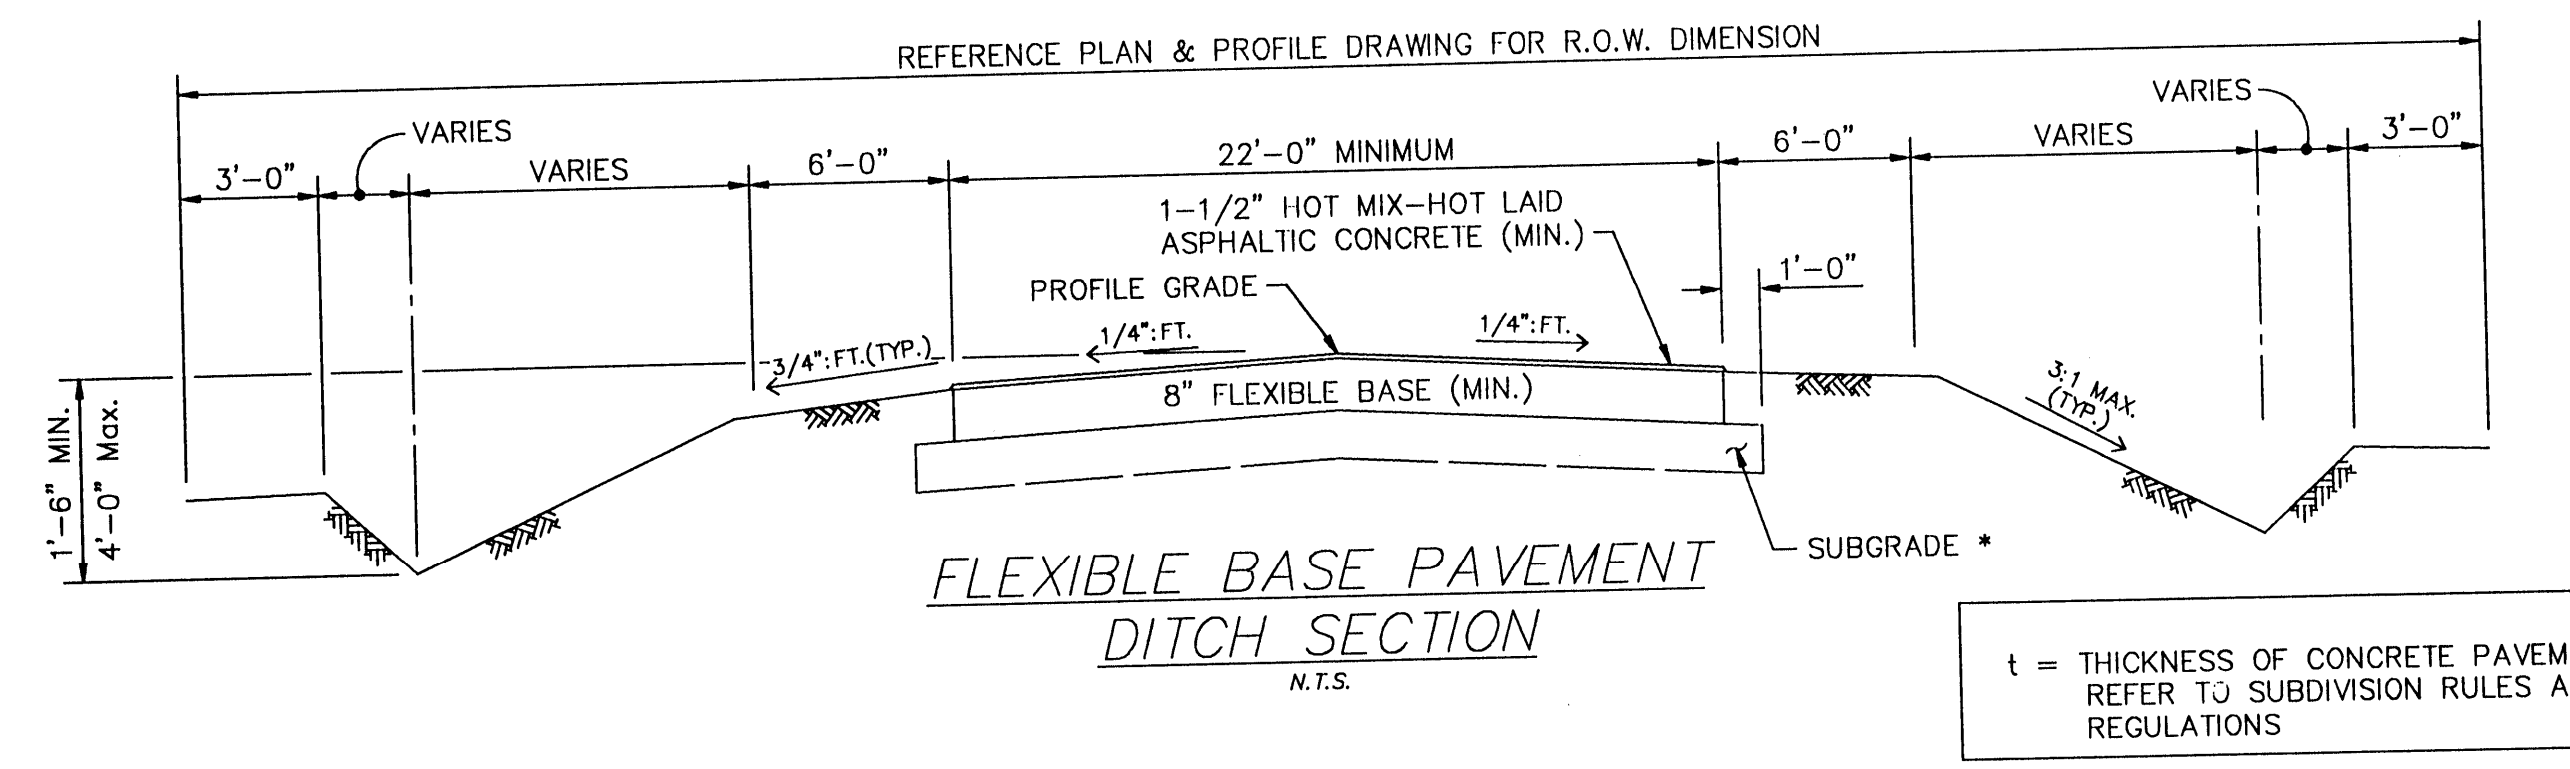 REFERENCE PLAN & PROFILE DRAWING FOR R.O.W. DIMENSION
VARIES
VARIES
3'-0"
VARIES
6'-0"
22'-0" MINIMUM
6'-0"
VARIES
3'-0"
1-1/2" HOT MIX-HOT LAID
ASPHALTIC CONCRETE (MIN.)
PROFILE GRADE
1'-0"
3/4":FT.(TYP.)
1/4":FT.
1/4":FT.
8" FLEXIBLE BASE (MIN.)
3:1 MAX.
(TYP.)
1'-6" MIN.
4'-0" Max.
SUBGRADE *
FLEXIBLE BASE PAVEMENT
DITCH SECTION
N.T.S.
t = THICKNESS OF CONCRETE PAVEM
REFER TO SUBDIVISION RULES A
REGULATIONS